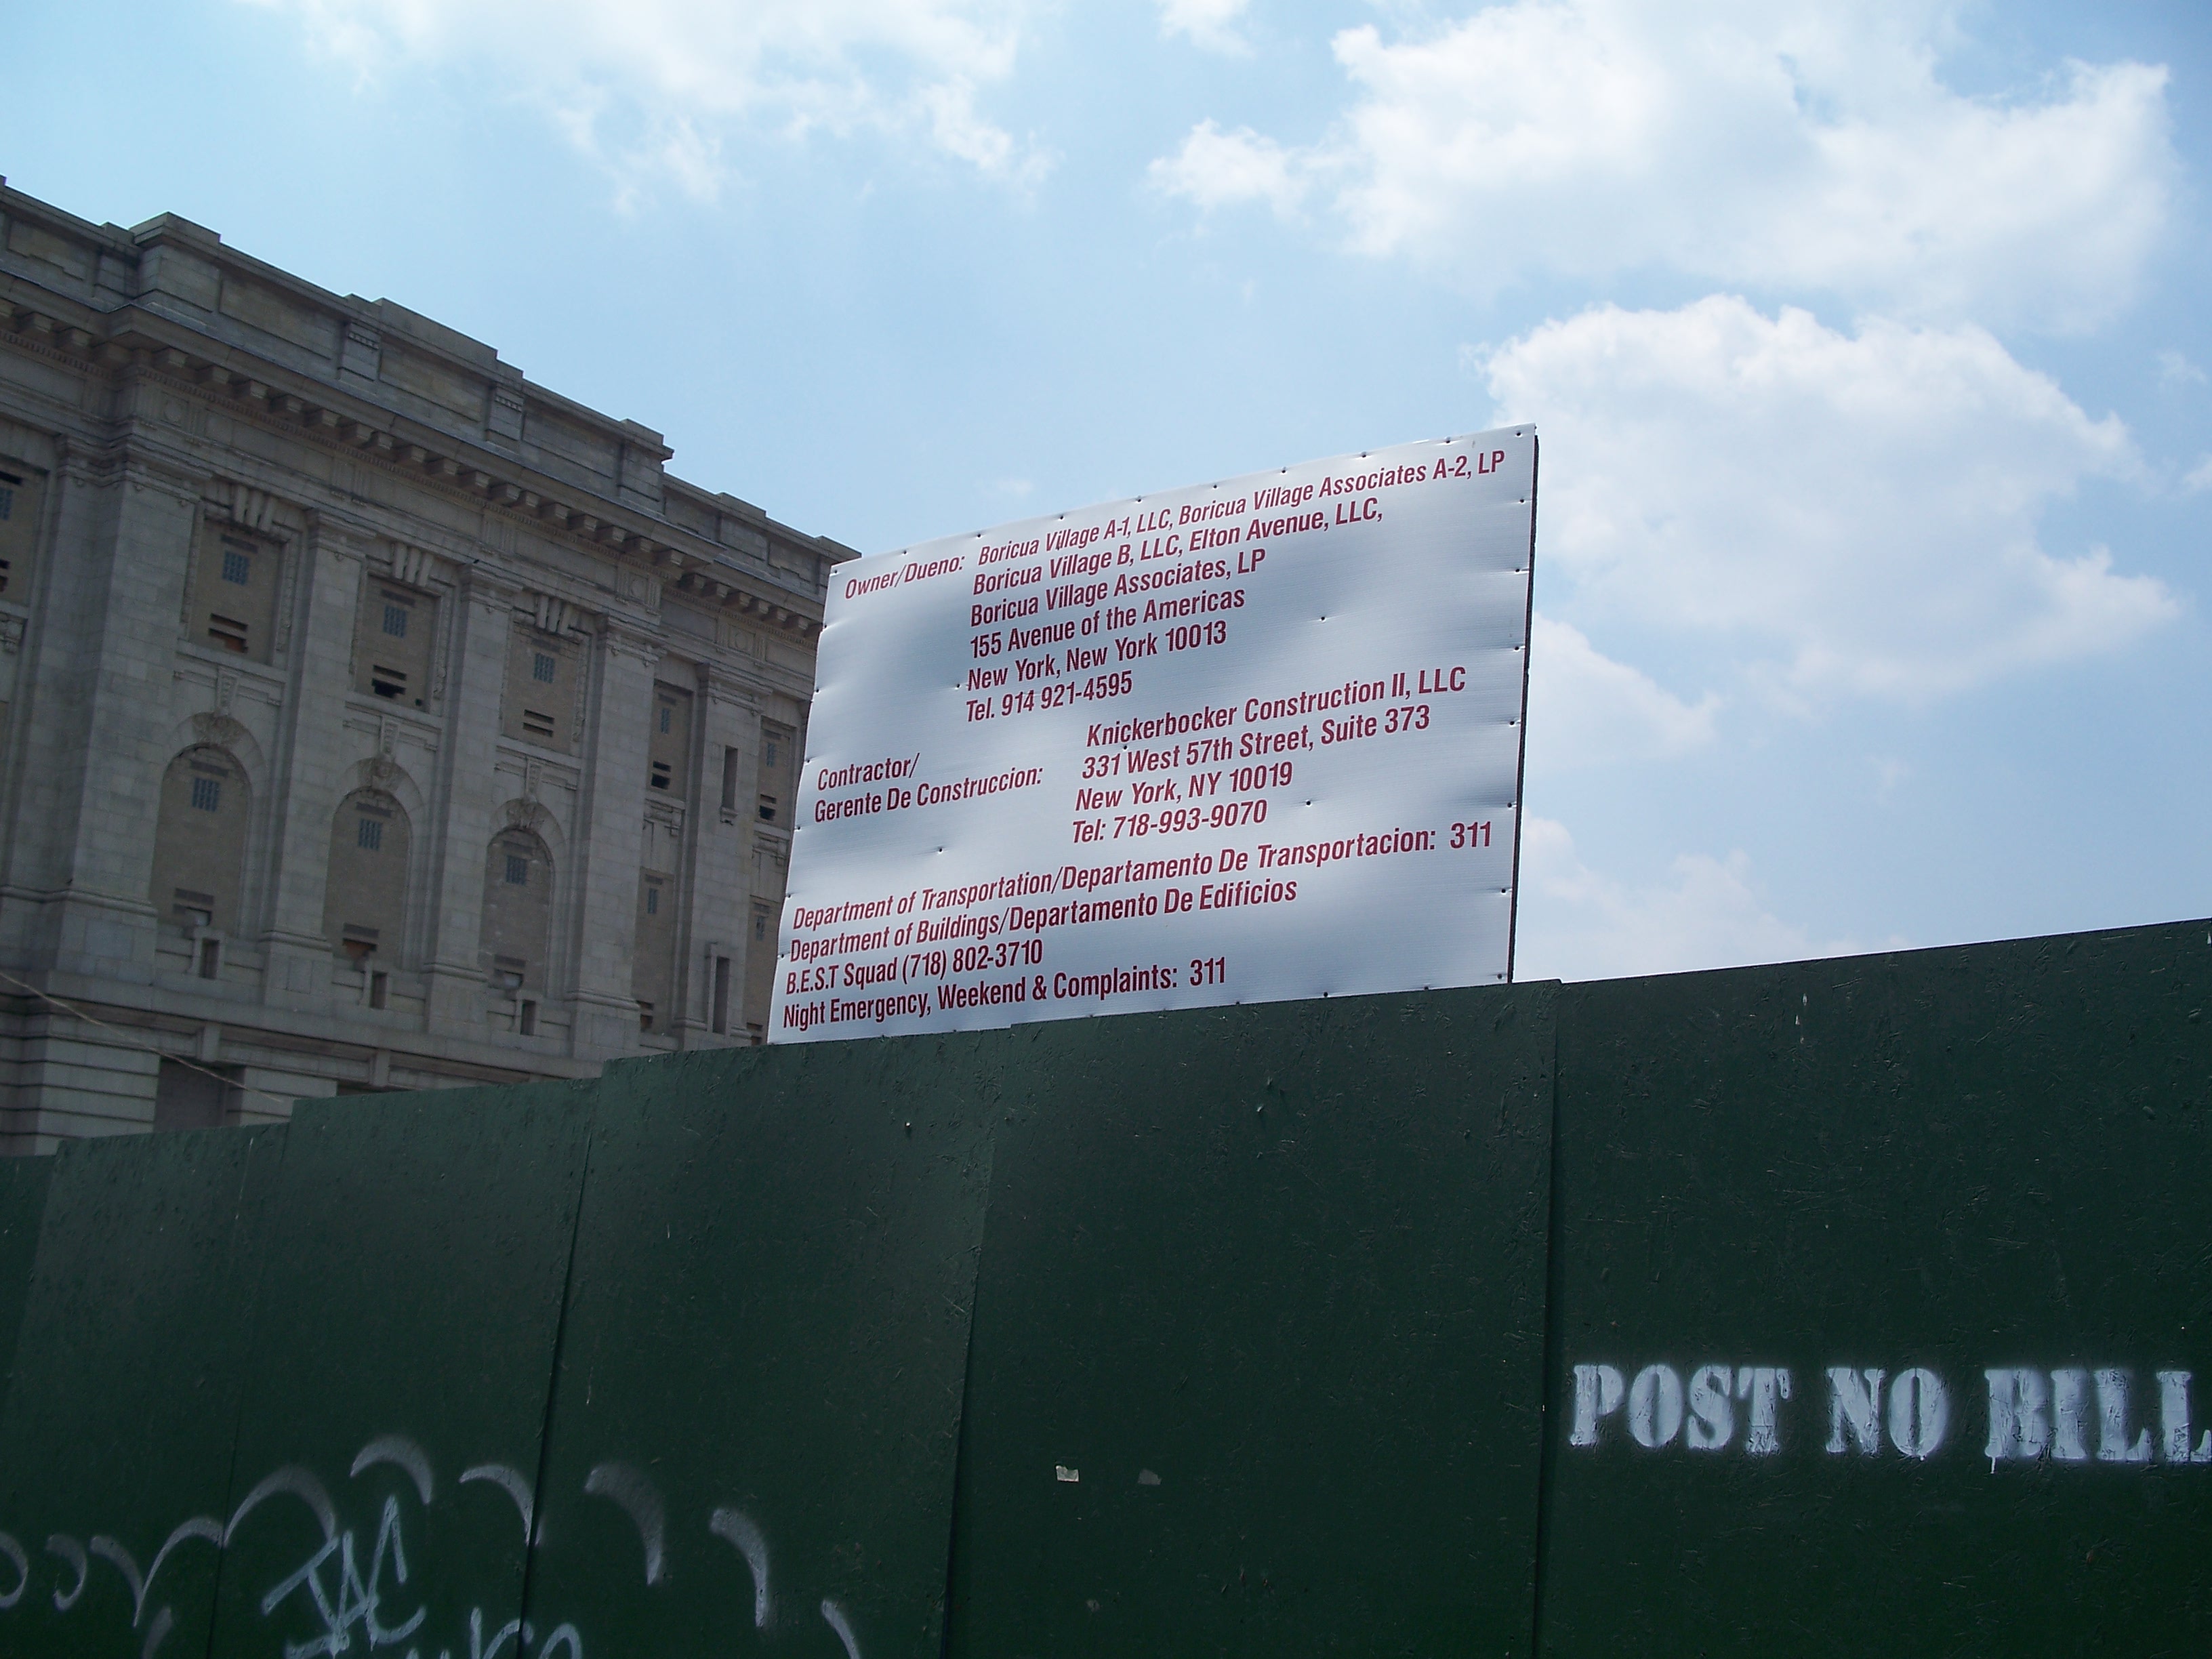 Owner/Dueno: Boricua Village A-1, LLC, Boricua Village Associates A-2, LP
Boricua Village B, LLC, Elton Avenue, LLC,
Boricua Village Associates, LP
155 Avenue of the Americas
New York, New York 10013
Tel. 914 921-4595
Contractor/
Gerente De Construccion:
Knickerbocker Construction II, LLC
331 West 57th Street, Suite 373
New York, NY 10019
Tel: 718-993-9070
Department of Transportation/Departamento De Transportacion: 311
Department of Buildings/Departamento De Edificios
B.E.S.T Squad (718) 802-3710
Night Emergency, Weekend & Complaints: 311
POST NO BILL